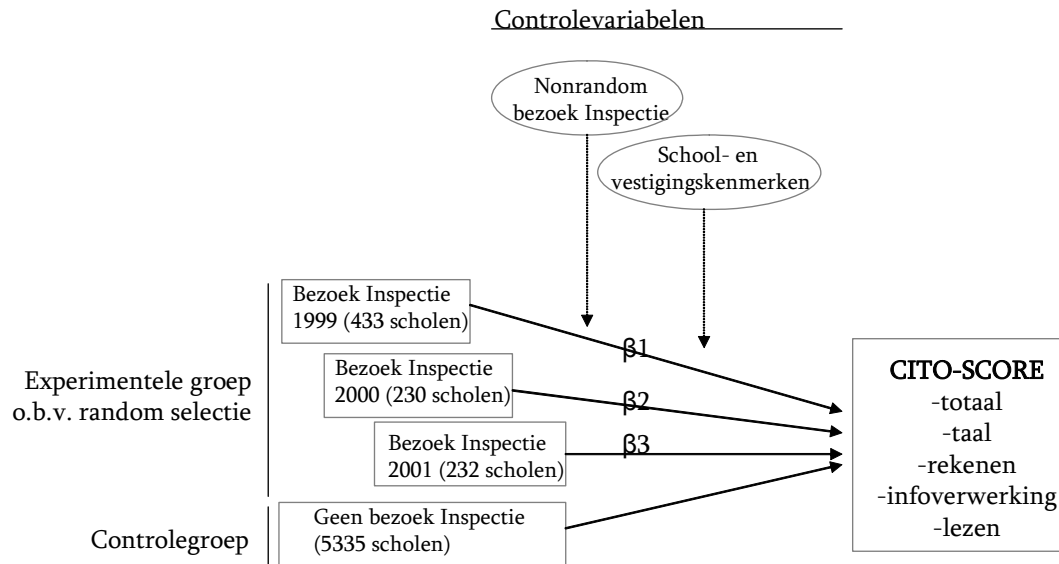 Controlevariabelen
Nonrandom
bezoek Inspectie
School- en
vestigingskenmerken
Bezoek Inspectie
1999 (433 scholen)
β1
Experimentele groep
o.b.v. random selectie
Bezoek Inspectie
2000 (230 scholen)
β2
Bezoek Inspectie
2001 (232 scholen)
β3
Controlegroep
Geen bezoek Inspectie
(5335 scholen)
CITO-SCORE
-totaal
-taal
-rekenen
-infoverwerking
-lezen